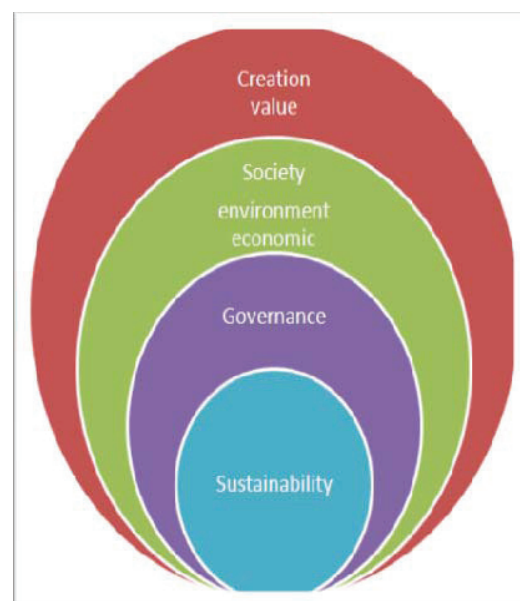 Creation
value
Society
environment
economic
Governance
Sustainability